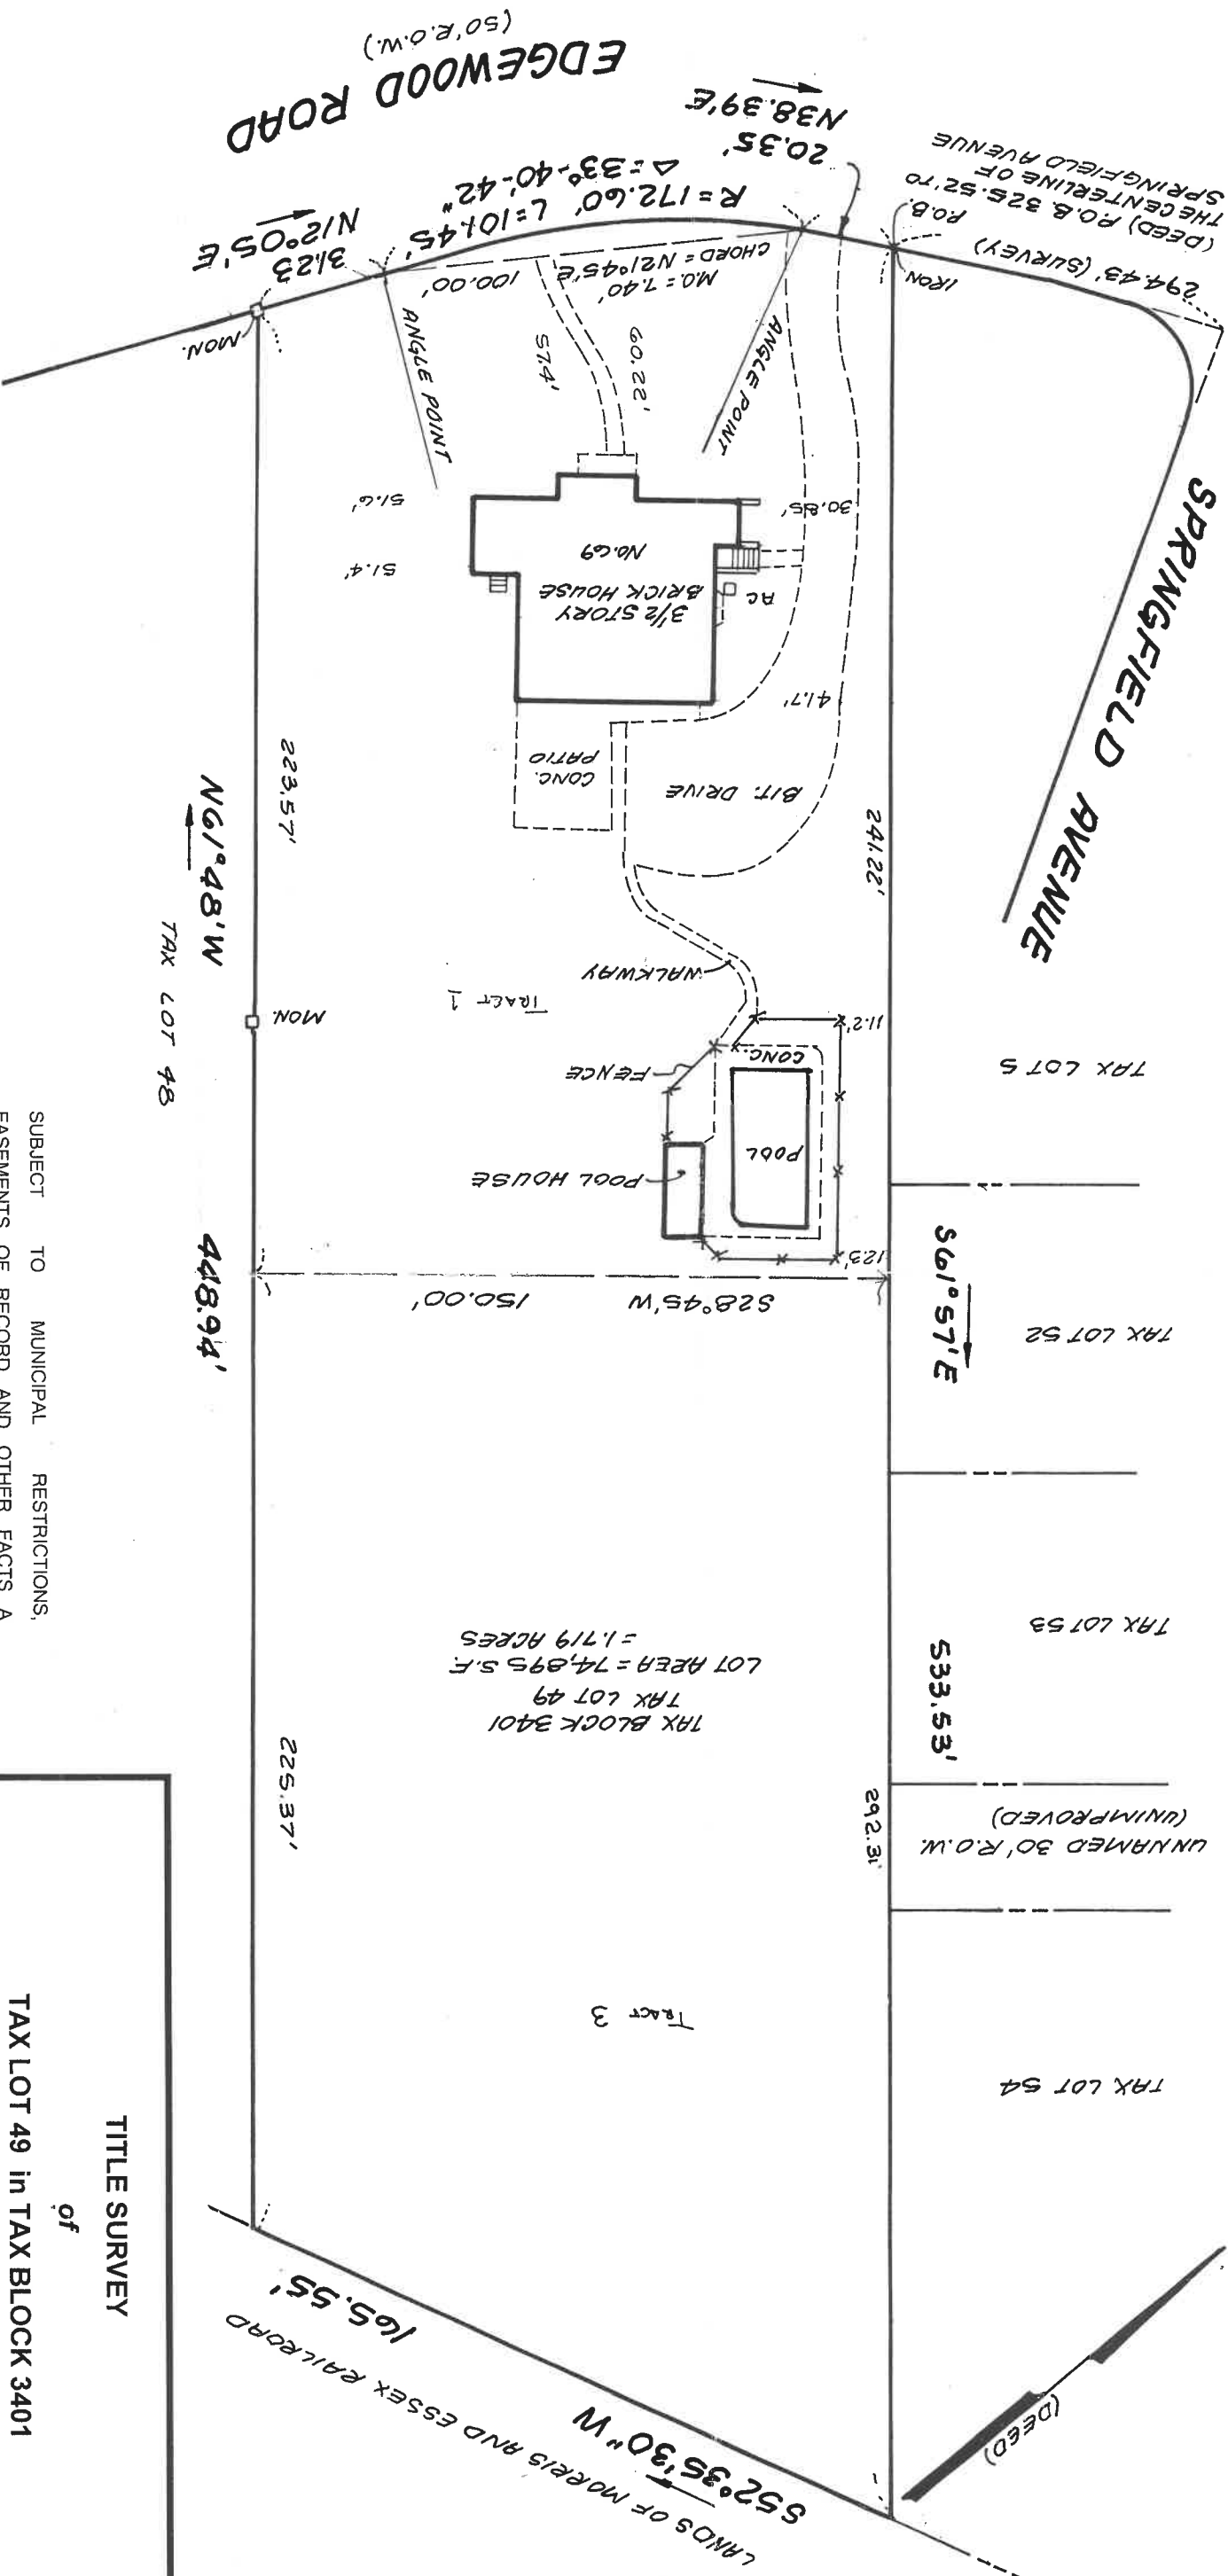 EDGEWOOD ROAD
(50' R.O.W.)
N12°05'E
31.23
R=172.60' L=101.45'
Δ=33°-40'-42"
20.35'
N38.39'E
CHORD = N21°45'E
100.00'
M.O.= 7.40'
ANGLE POINT
ANGLE POINT
MON.
IRON
P.O.B.
294.43' (SURVEY)
(DEED) P.O.B. 325.52' TO
THE CENTERLINE OF
SPRINGFIELD AVENUE
SPRINGFIELD AVENUE
57.4'
60.22'
51.6'
51.4'
30.85'
41.7'
3½ STORY
BRICK HOUSE
No. 69
AC
CONC.
PATIO
BIT. DRIVE
WALKWAY
FENCE
CONC.
POOL
POOL HOUSE
11.2'
12.3'
TRACT 1
MON
223.57'
N61°48'W
448.94'
TAX LOT 48
241.22'
S61°57'E
533.53'
S28°45'W 150.00'
TAX LOT 5
TAX LOT 52
TAX LOT 53
UNNAMED 30' R.O.W.
(UNIMPROVED)
TAX LOT 54
TAX BLOCK 3401
TAX LOT 49
LOT AREA = 74,895 S.F.
= 1.719 ACRES
225.37'
292.31'
TRACT 3
165.55'
S52°35'30"W
LANDS OF MORRIS AND ESSEX RAILROAD
(DEED)
SUBJECT TO MUNICIPAL RESTRICTIONS,
EASEMENTS OF RECORD AND OTHER FACTS A
TITLE SURVEY
of
TAX LOT 49 in TAX BLOCK 3401